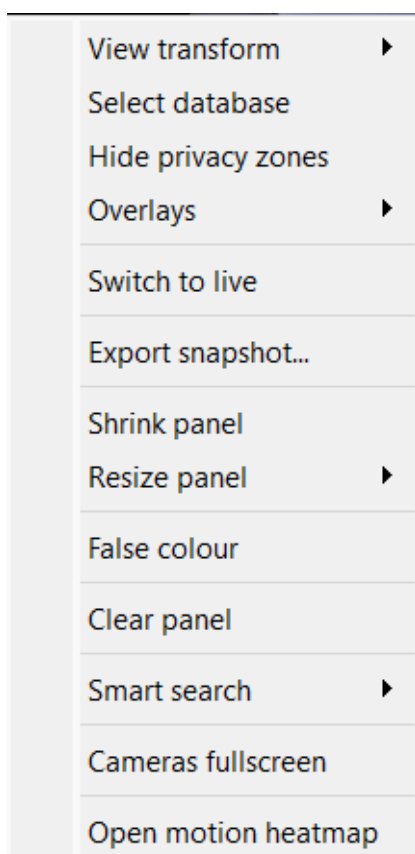 View transform
Select database
Hide privacy zones
Overlays
Switch to live
Export snapshot...
Shrink panel
Resize panel
False colour
Clear panel
Smart search
Cameras fullscreen
Open motion heatmap